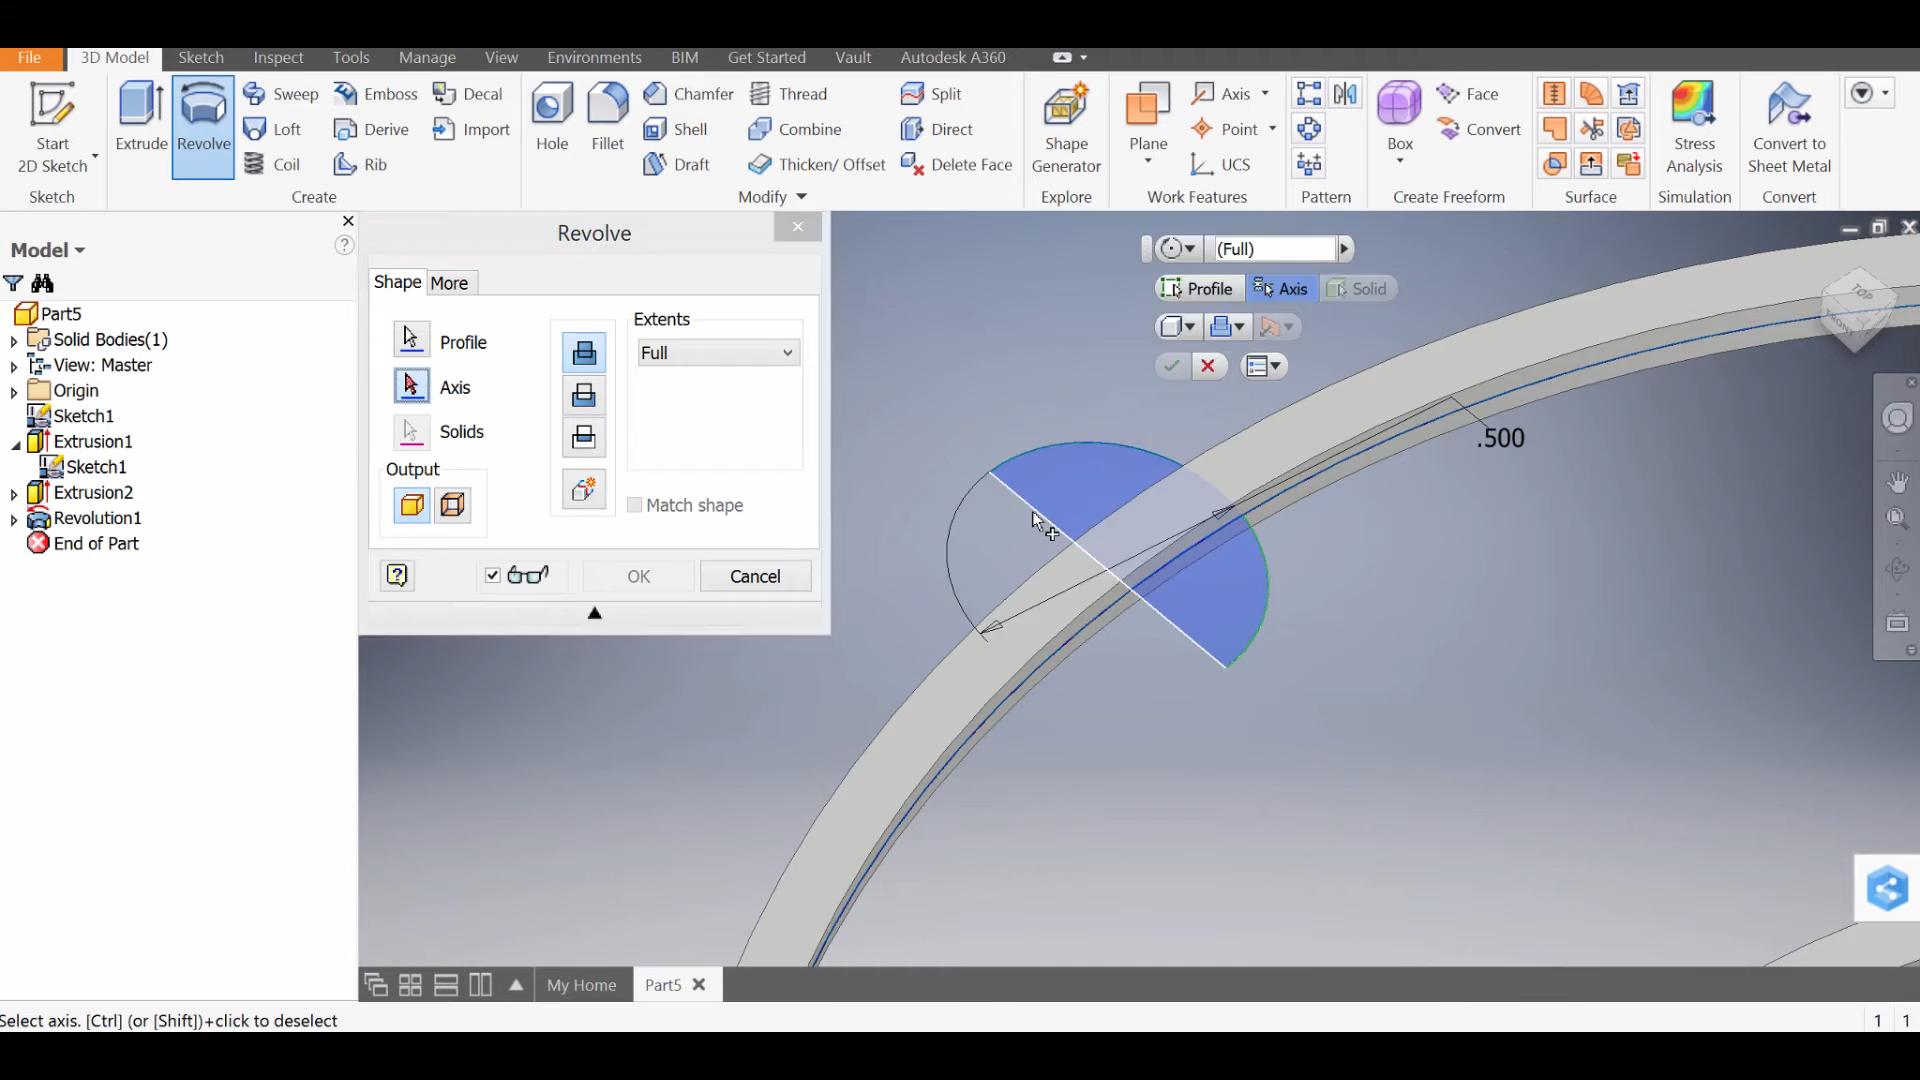 File 3D Model Sketch Inspect Tools Manage View Environments BIM Get Started Vault Autodesk A360
Start
2D Sketch
Sketch
Extrude
Revolve
Sweep
Loft
Coil
Emboss
Derive
Rib
Decal
Import
Create
Hole
Fillet
Chamfer
Shell
Draft
Thread
Combine
Thicken/ Offset
Split
Direct
Delete Face
Modify
Shape
Generator
Explore
Plane
Axis
Point
UCS
Work Features
Pattern
Box
Face
Convert
Create Freeform
Surface
Stress
Analysis
Simulation
Convert to
Sheet Metal
Convert
Model
Part5
Solid Bodies(1)
View: Master
Origin
Sketch1
Extrusion1
Sketch1
Extrusion2
Revolution1
End of Part
Revolve
Shape More
Profile
Axis
Solids
Output
Extents
Full
Match shape
OK
Cancel
(Full)
Profile Axis Solid
.500
TOP
FRONT
My Home
Part5
Select axis. [Ctrl] (or [Shift])+click to deselect
1 1